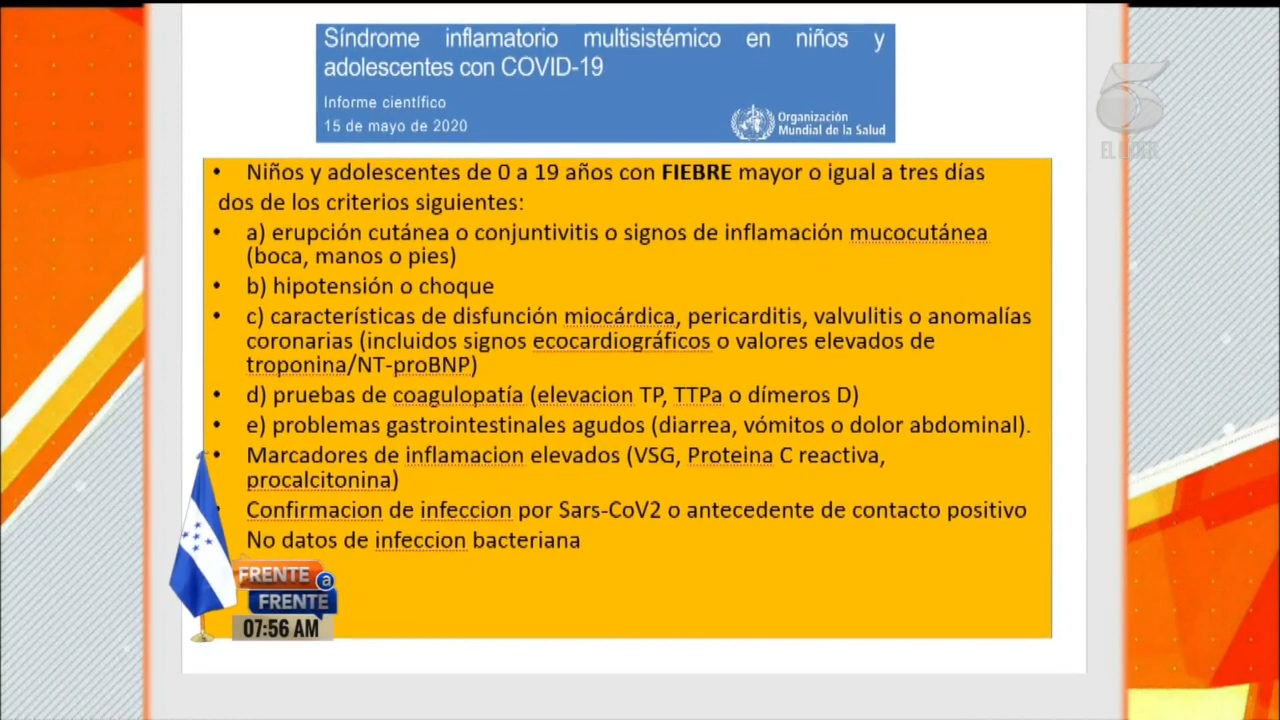 Síndrome inflamatorio multisistémico en niños y
adolescentes con COVID-19
Informe científico
15 de mayo de 2020
Organización
Mundial de la Salud
5
EL LÍDER
• Niños y adolescentes de 0 a 19 años con FIEBRE mayor o igual a tres días
dos de los criterios siguientes:
• a) erupción cutánea o conjuntivitis o signos de inflamación mucocutánea
(boca, manos o pies)
• b) hipotensión o choque
• c) características de disfunción miocárdica, pericarditis, valvulitis o anomalías
coronarias (incluidos signos ecocardiográficos o valores elevados de
troponina/NT-proBNP)
• d) pruebas de coagulopatía (elevacion TP, TTPa o dímeros D)
• e) problemas gastrointestinales agudos (diarrea, vómitos o dolor abdominal).
• Marcadores de inflamacion elevados (VSG, Proteina C reactiva,
procalcitonina)
Confirmacion de infeccion por Sars-CoV2 o antecedente de contacto positivo
No datos de infeccion bacteriana
FRENTE a
FRENTE
07:56 AM